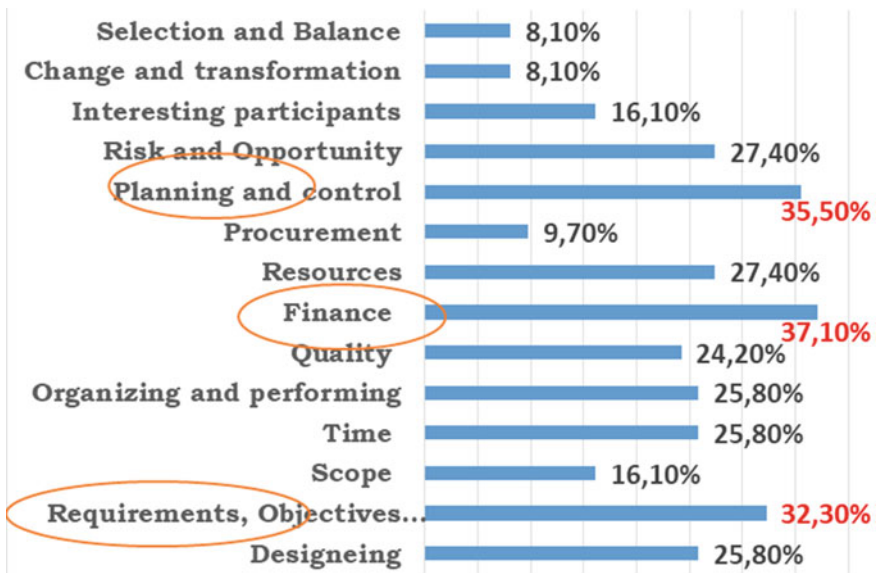 Selection and Balance 8,10%
Change and transformation 8,10%
Interesting participants 16,10%
Risk and Opportunity 27,40%
Planning and control 35,50%
Procurement 9,70%
Resources 27,40%
Finance 37,10%
Quality 24,20%
Organizing and performing 25,80%
Time 25,80%
Scope 16,10%
Requirements, Objectives... 32,30%
Designeing 25,80%